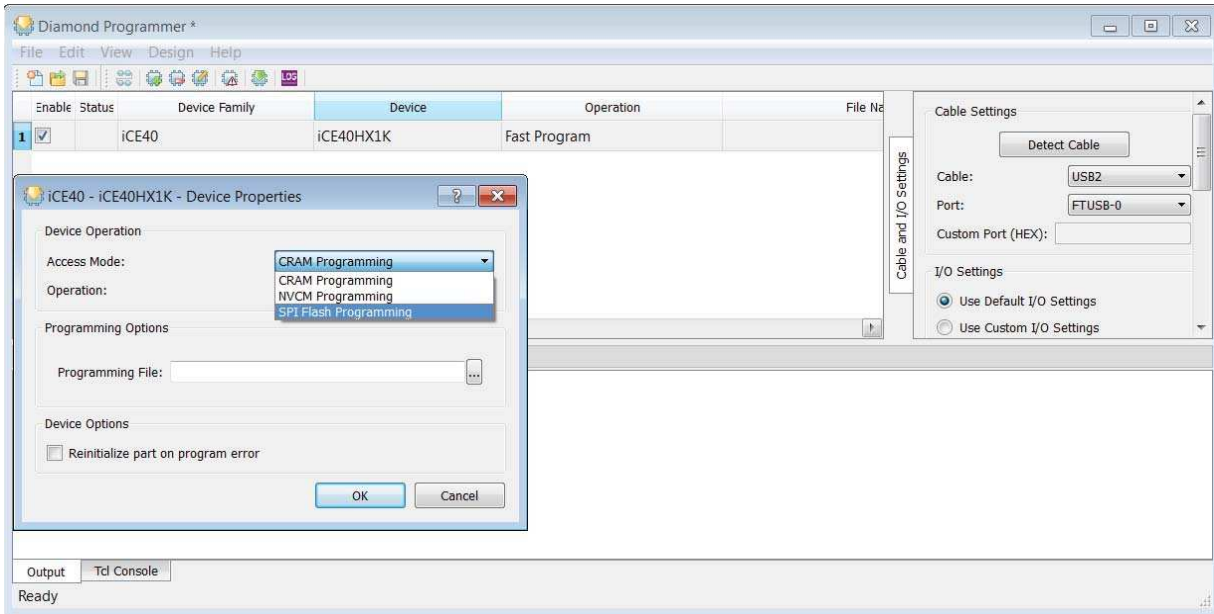 Diamond Programmer *
File Edit View Design Help
LOG
Enable Status Device Family Device Operation File Na
1 iCE40 iCE40HX1K Fast Program
Cable and I/O Settings
Cable Settings
Detect Cable
Cable: USB2
Port: FTUSB-0
Custom Port (HEX):
I/O Settings
Use Default I/O Settings
Use Custom I/O Settings
iCE40 - iCE40HX1K - Device Properties
Device Operation
Access Mode: CRAM Programming
CRAM Programming
Operation: NVCM Programming
SPI Flash Programming
Programming Options
Programming File: ...
Device Options
Reinitialize part on program error
OK Cancel
Output Tcl Console
Ready